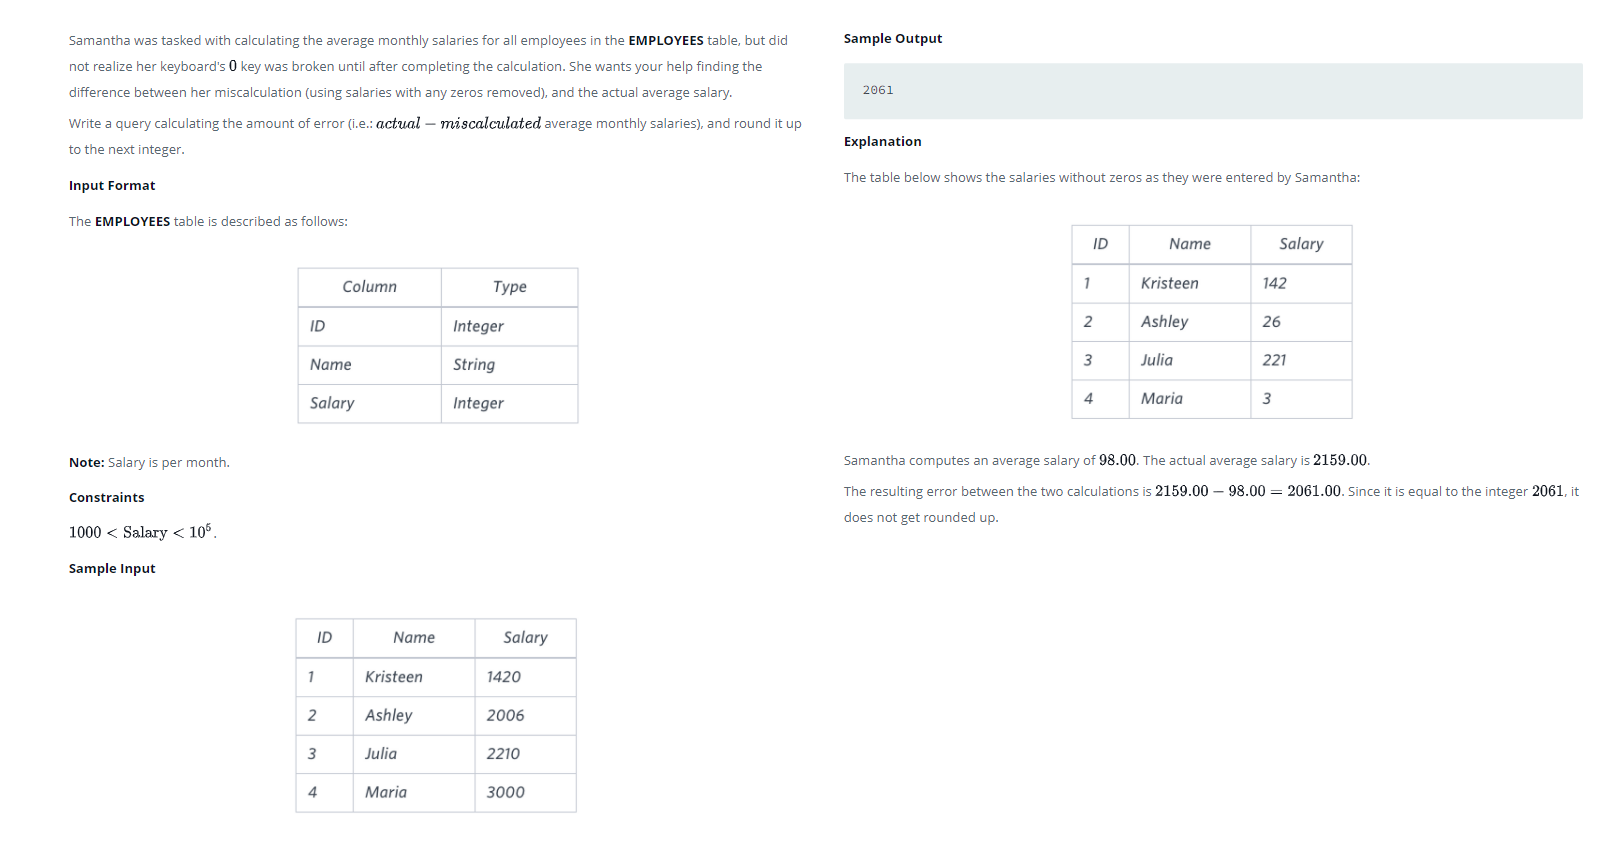 Samantha was tasked with calculating the average monthly salaries for all employees in the EMPLOYEES table, but did
not realize her keyboard's 0 key was broken until after completing the calculation. She wants your help finding the
difference between her miscalculation (using salaries with any zeros removed), and the actual average salary.
Write a query calculating the amount of error (i.e.: actual − miscalculated average monthly salaries), and round it up
to the next integer.
Input Format
The EMPLOYEES table is described as follows:
Column Type
ID Integer
Name String
Salary Integer
Note: Salary is per month.
Constraints
1000 < Salary < 10⁵.
Sample Input
ID Name Salary
1 Kristeen 1420
2 Ashley 2006
3 Julia 2210
4 Maria 3000
Sample Output
2061
Explanation
The table below shows the salaries without zeros as they were entered by Samantha:
ID Name Salary
1 Kristeen 142
2 Ashley 26
3 Julia 221
4 Maria 3
Samantha computes an average salary of 98.00. The actual average salary is 2159.00.
The resulting error between the two calculations is 2159.00 − 98.00 = 2061.00. Since it is equal to the integer 2061, it
does not get rounded up.